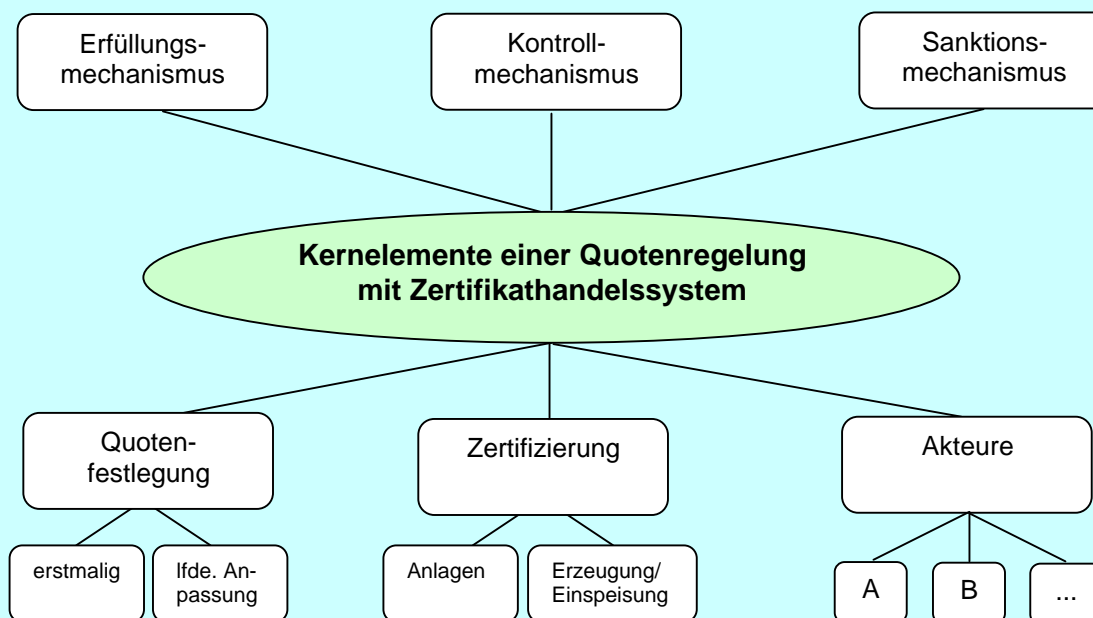 Erfüllungs-
mechanismus
Kontroll-
mechanismus
Sanktions-
mechanismus
Kernelemente einer Quotenregelung
mit Zertifikathandelssystem
Quoten-
festlegung
Zertifizierung
Akteure
erstmalig
lfde. An-
passung
Anlagen
Erzeugung/
Einspeisung
A
B
...